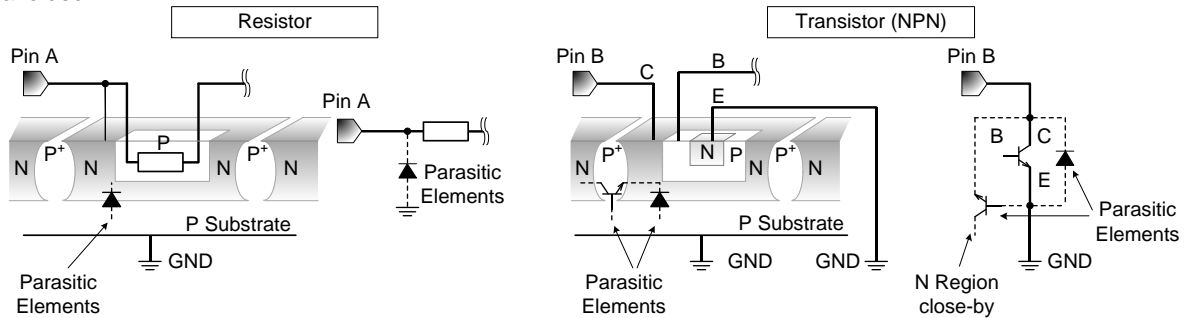 Resistor
Transistor (NPN)
Pin A
Pin A
N
P+
N
P
N
P+
N
Parasitic
Elements
P Substrate
GND
Parasitic
Elements
Pin B
C
B
E
N
P+
N
N
P
N
P+
N
P Substrate
GND
GND
Parasitic
Elements
Pin B
B
C
E
Parasitic
Elements
GND
N Region
close-by